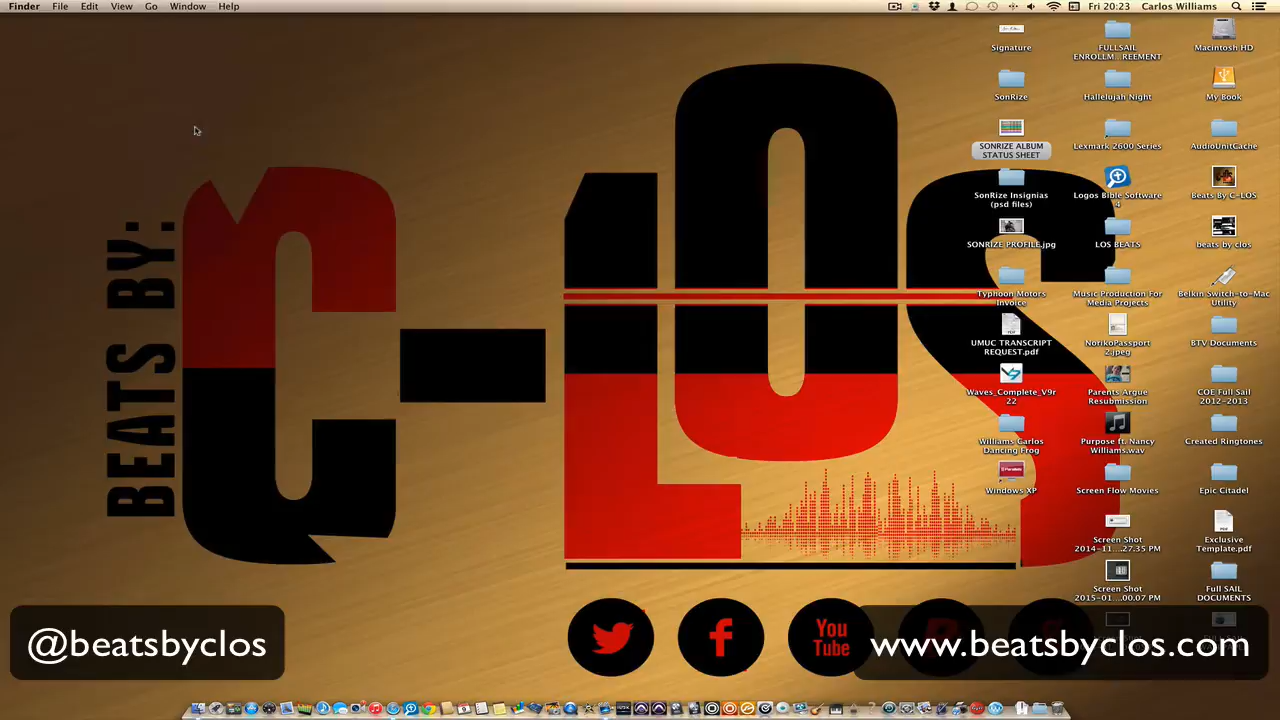 Finder File Edit View Go Window Help
Fri 20:23 Carlos Williams
BEATS BY:
C-LOS
Signature
FULLSAIL
ENROLLM...REEMENT
Macintosh HD
SonRize
Hallelujah Night
My Book
SONRIZE ALBUM
STATUS SHEET
Lexmark 2600 Series
AudioUnitCache
SonRize Insignias
(psd files)
Logos Bible Software
4
Beats By C-LOS
SONRIZE PROFILE.jpg
LOS BEATS
beats by clos
Typhoon Motors
Invoice
Music Production For
Media Projects
Belkin Switch-to-Mac
Utility
UMUC TRANSCRIPT
REQUEST.pdf
NorikoPassport
2.jpeg
BTV Documents
Waves_Complete_V9r
22
Parents Argue
Resubmission
COE Full Sail
2012-2013
Williams Carlos
Dancing Frog
Purpose ft. Nancy
Williams.wav
Created Ringtones
Windows XP
Screen Flow Movies
Epic Citadel
Screen Shot
2014-11....27.35 PM
Exclusive
Template.pdf
Screen Shot
2015-01....00.07 PM
Full SAIL
DOCUMENTS
You
Tube
@beatsbyclos
www.beatsbyclos.com